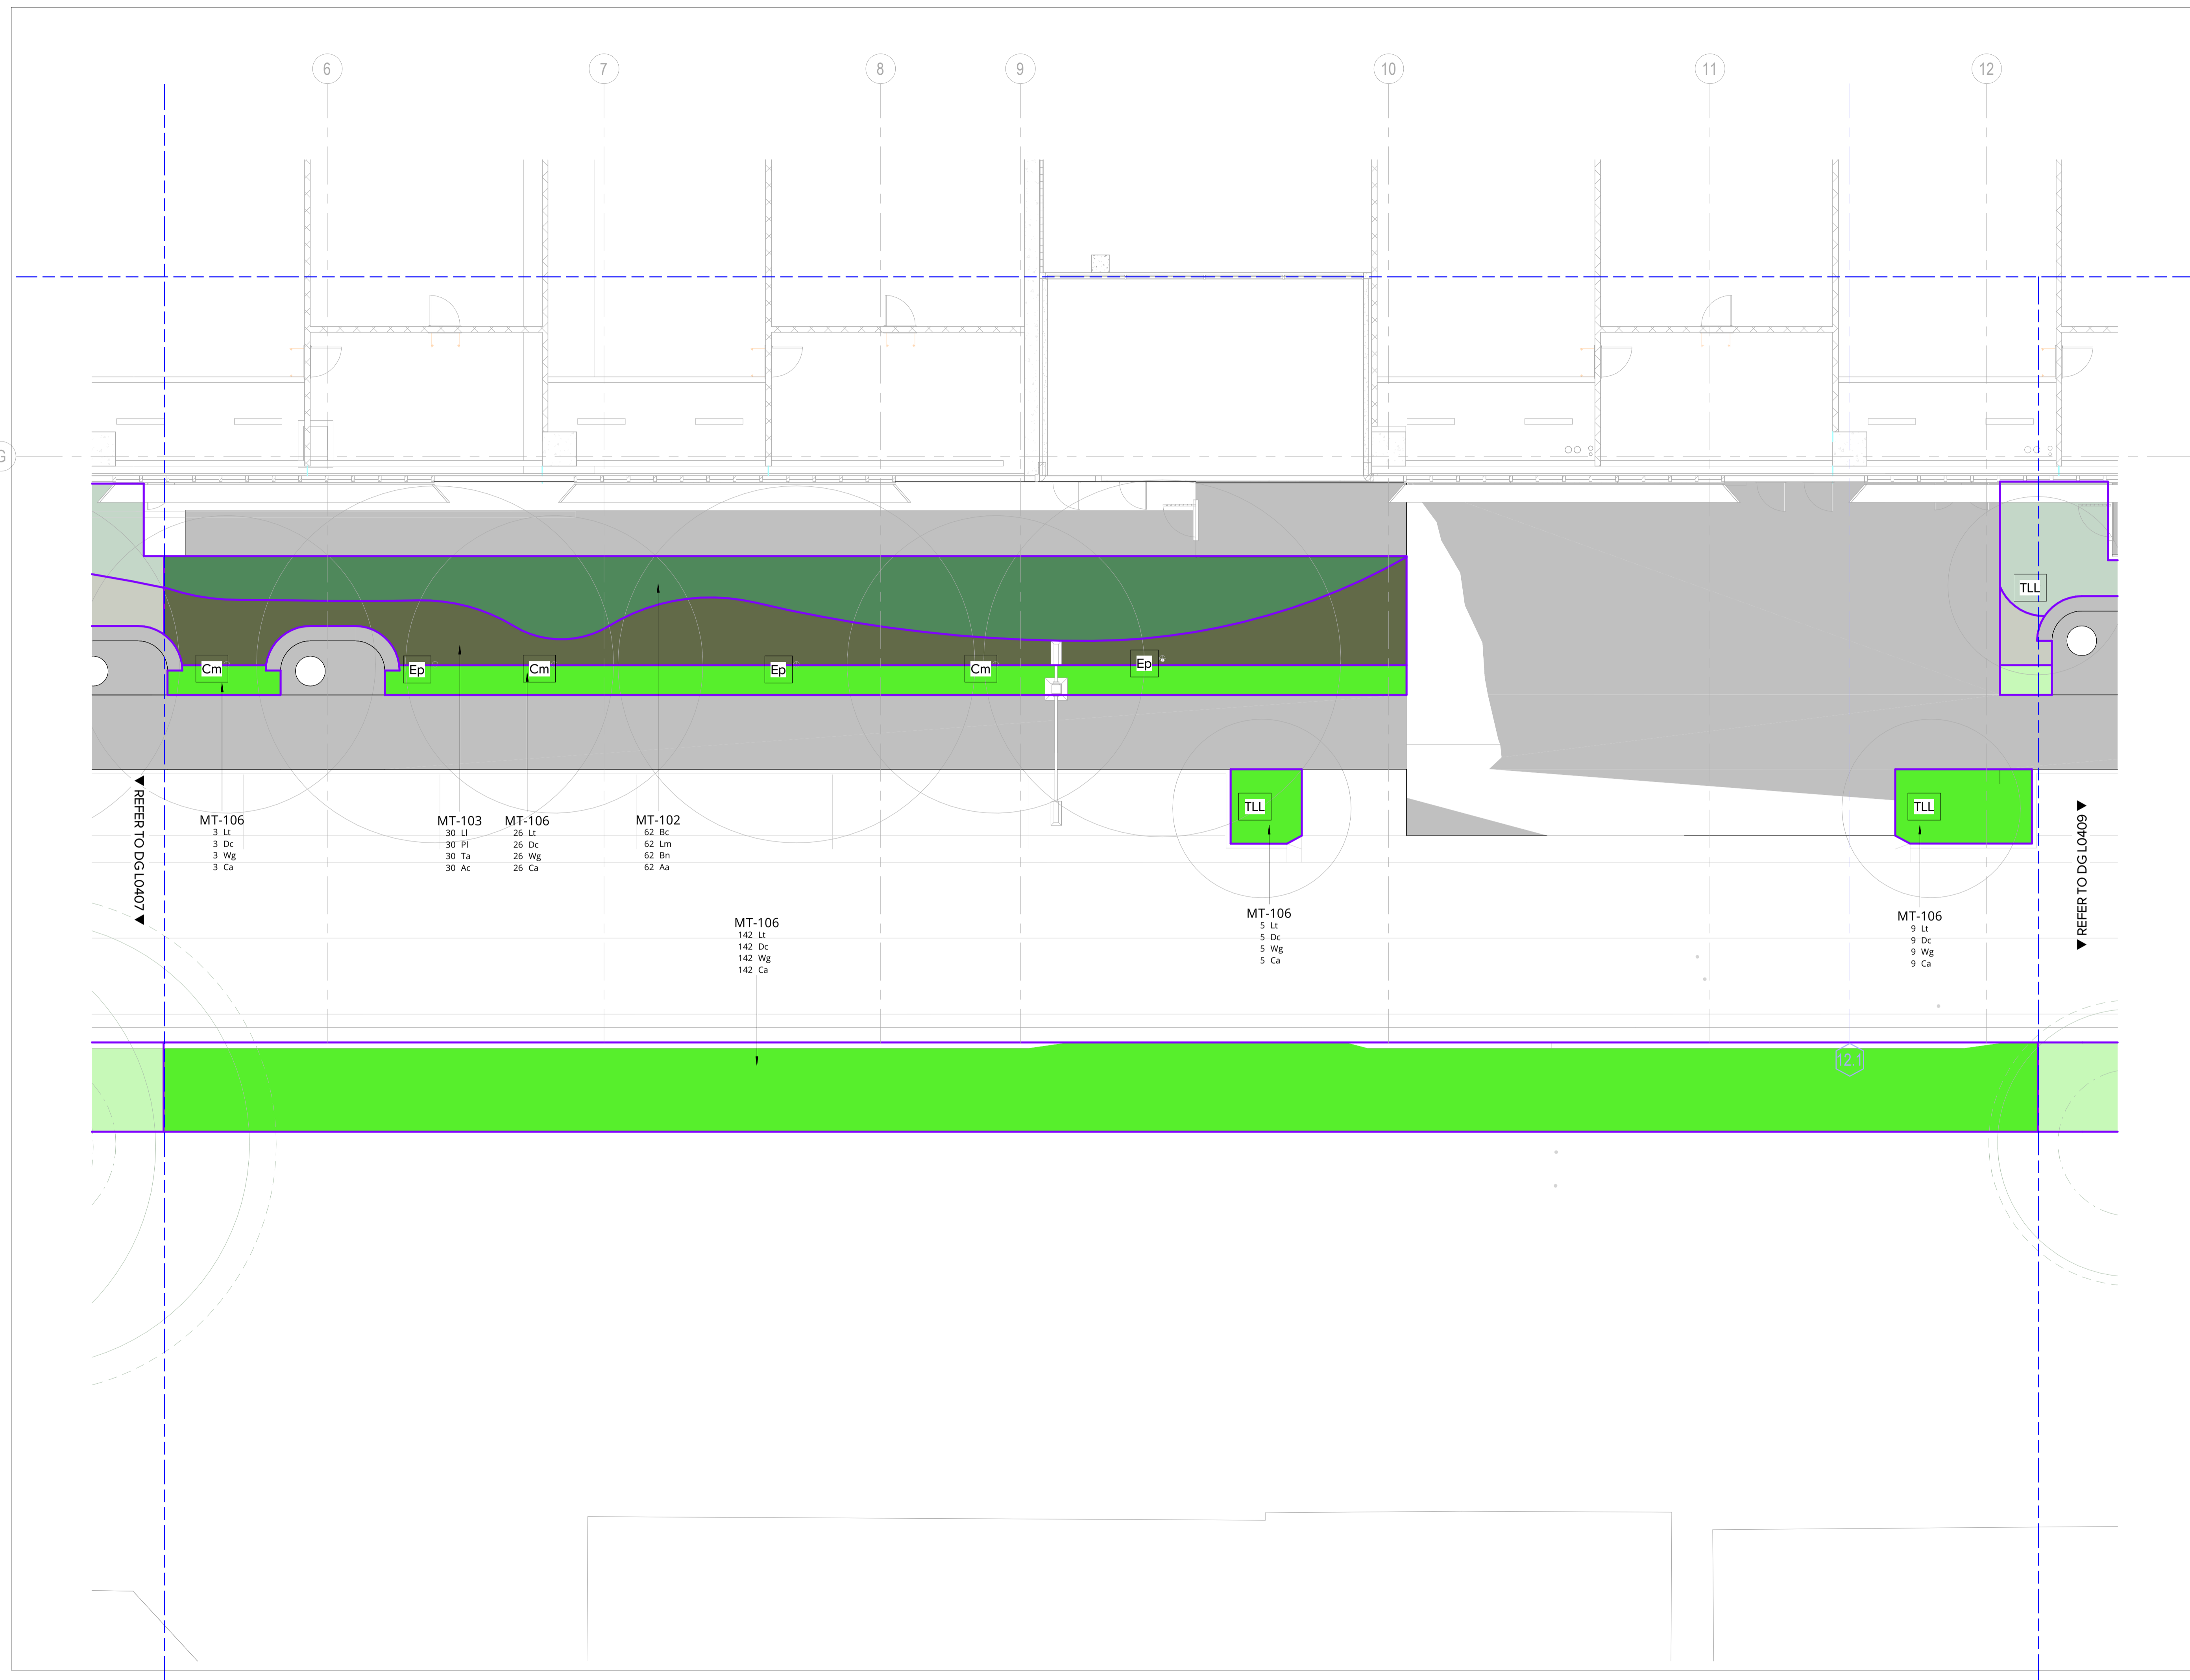 6
7
8
9
10
11
12
G
TLL
Cm
Ep
Cm
Ep
Cm
Ep
TLL
TLL
REFER TO DG L0407
REFER TO DG L0409
MT-106
3 Lt
3 Dc
3 Wg
3 Ca
MT-103
30 Ll
30 Pl
30 Ta
30 Ac
MT-106
26 Lt
26 Dc
26 Wg
26 Ca
MT-102
62 Bc
62 Lm
62 Bn
62 Aa
MT-106
142 Lt
142 Dc
142 Wg
142 Ca
MT-106
5 Lt
5 Dc
5 Wg
5 Ca
MT-106
9 Lt
9 Dc
9 Wg
9 Ca
12.1